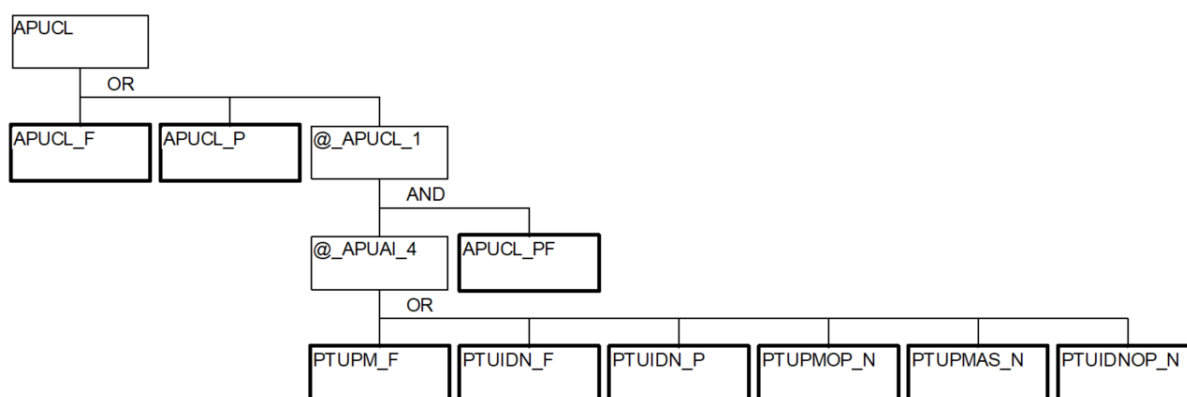 APUCL
OR
APUCL_F
APUCL_P
@_APUCL_1
AND
@_APUAI_4
APUCL_PF
OR
PTUPM_F
PTUIDN_F
PTUIDN_P
PTUPMOP_N
PTUPMAS_N
PTUIDNOP_N